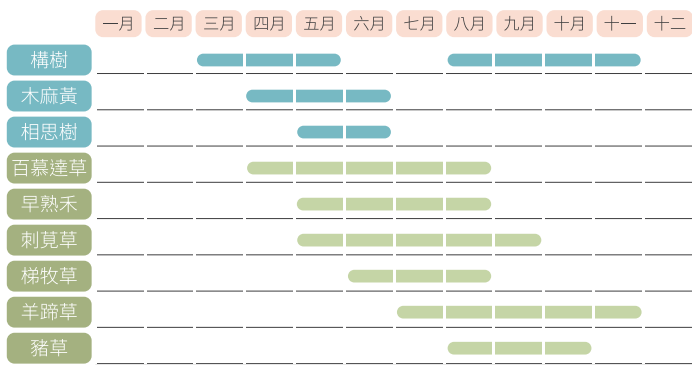 一月 二月 三月 四月 五月 六月 七月 八月 九月 十月 十一 十二
構樹
木麻黃
相思樹
百慕達草
早熟禾
刺莧草
梯牧草
羊蹄草
豬草